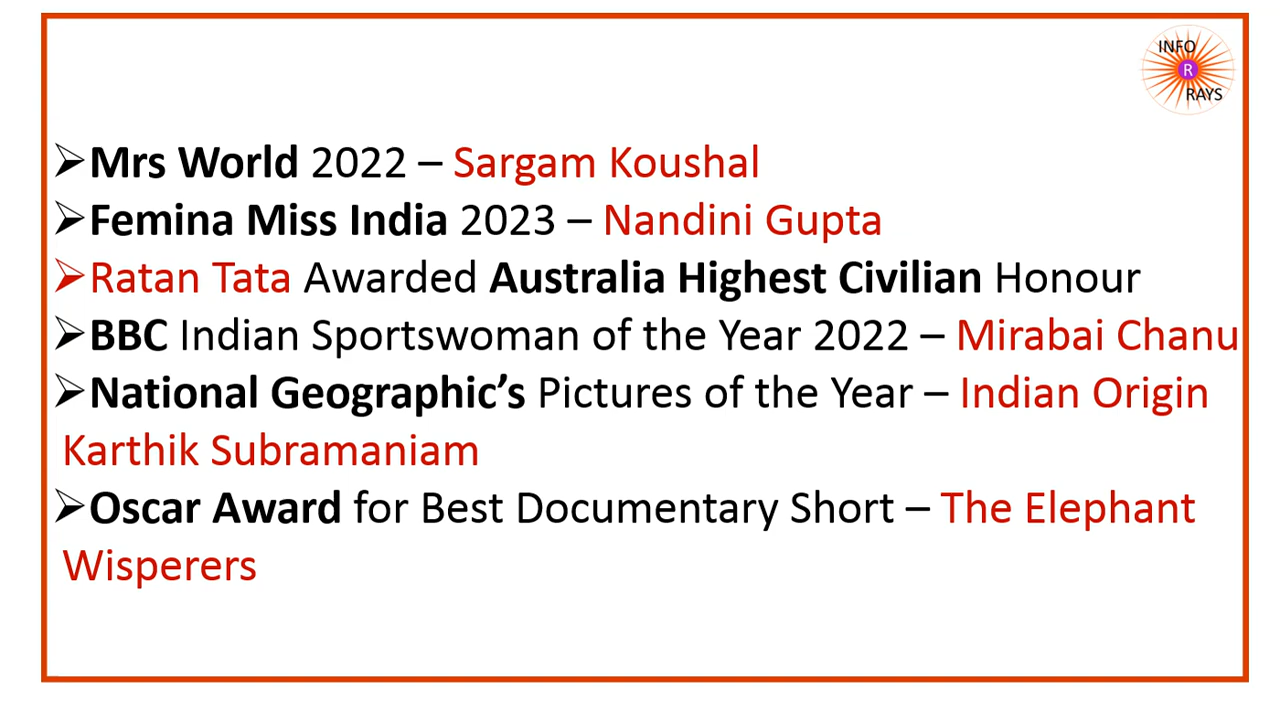 INFO
R
RAYS
➢Mrs World 2022 – Sargam Koushal
➢Femina Miss India 2023 – Nandini Gupta
➢Ratan Tata Awarded Australia Highest Civilian Honour
➢BBC Indian Sportswoman of the Year 2022 – Mirabai Chanu
➢National Geographic’s Pictures of the Year – Indian Origin
Karthik Subramaniam
➢Oscar Award for Best Documentary Short – The Elephant
Wisperers